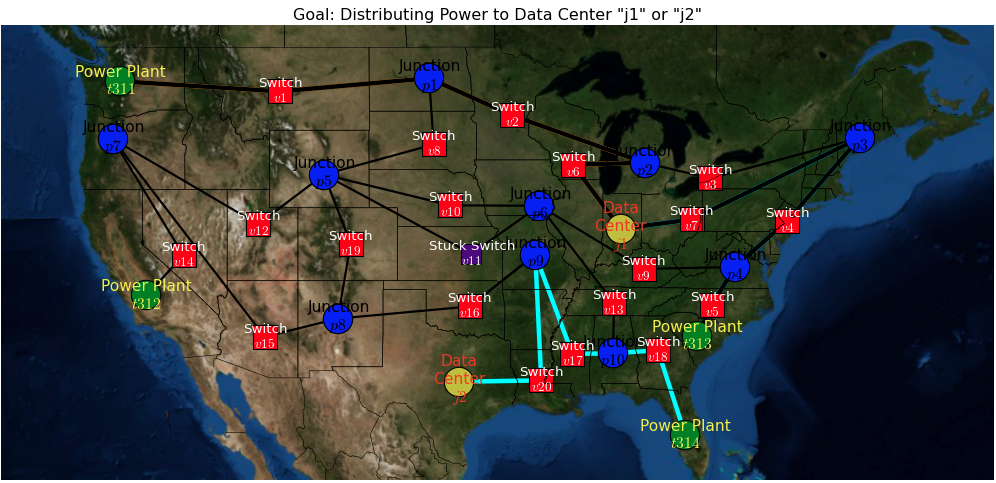 Goal: Distributing Power to Data Center "j1" or "j2"
Power Plant
t311
Switch
v1
Junction
p1
Switch
v2
Junction
p7
Switch
v8
Switch
v6
Junction
p2
Switch
v3
Junction
p3
Junction
p5
Switch
v12
Switch
v10
Junction
p6
Data
Center
j1
Switch
v7
Switch
v4
Switch
v14
Switch
v19
Stuck Switch
v11
Junction
p9
Switch
v9
Junction
p4
Power Plant
t312
Switch
v15
Junction
p8
Switch
v16
Switch
v13
Switch
v5
Power Plant
t313
Switch
v17
Junction
p10
Switch
v18
Data
Center
j2
Switch
v20
Power Plant
t314